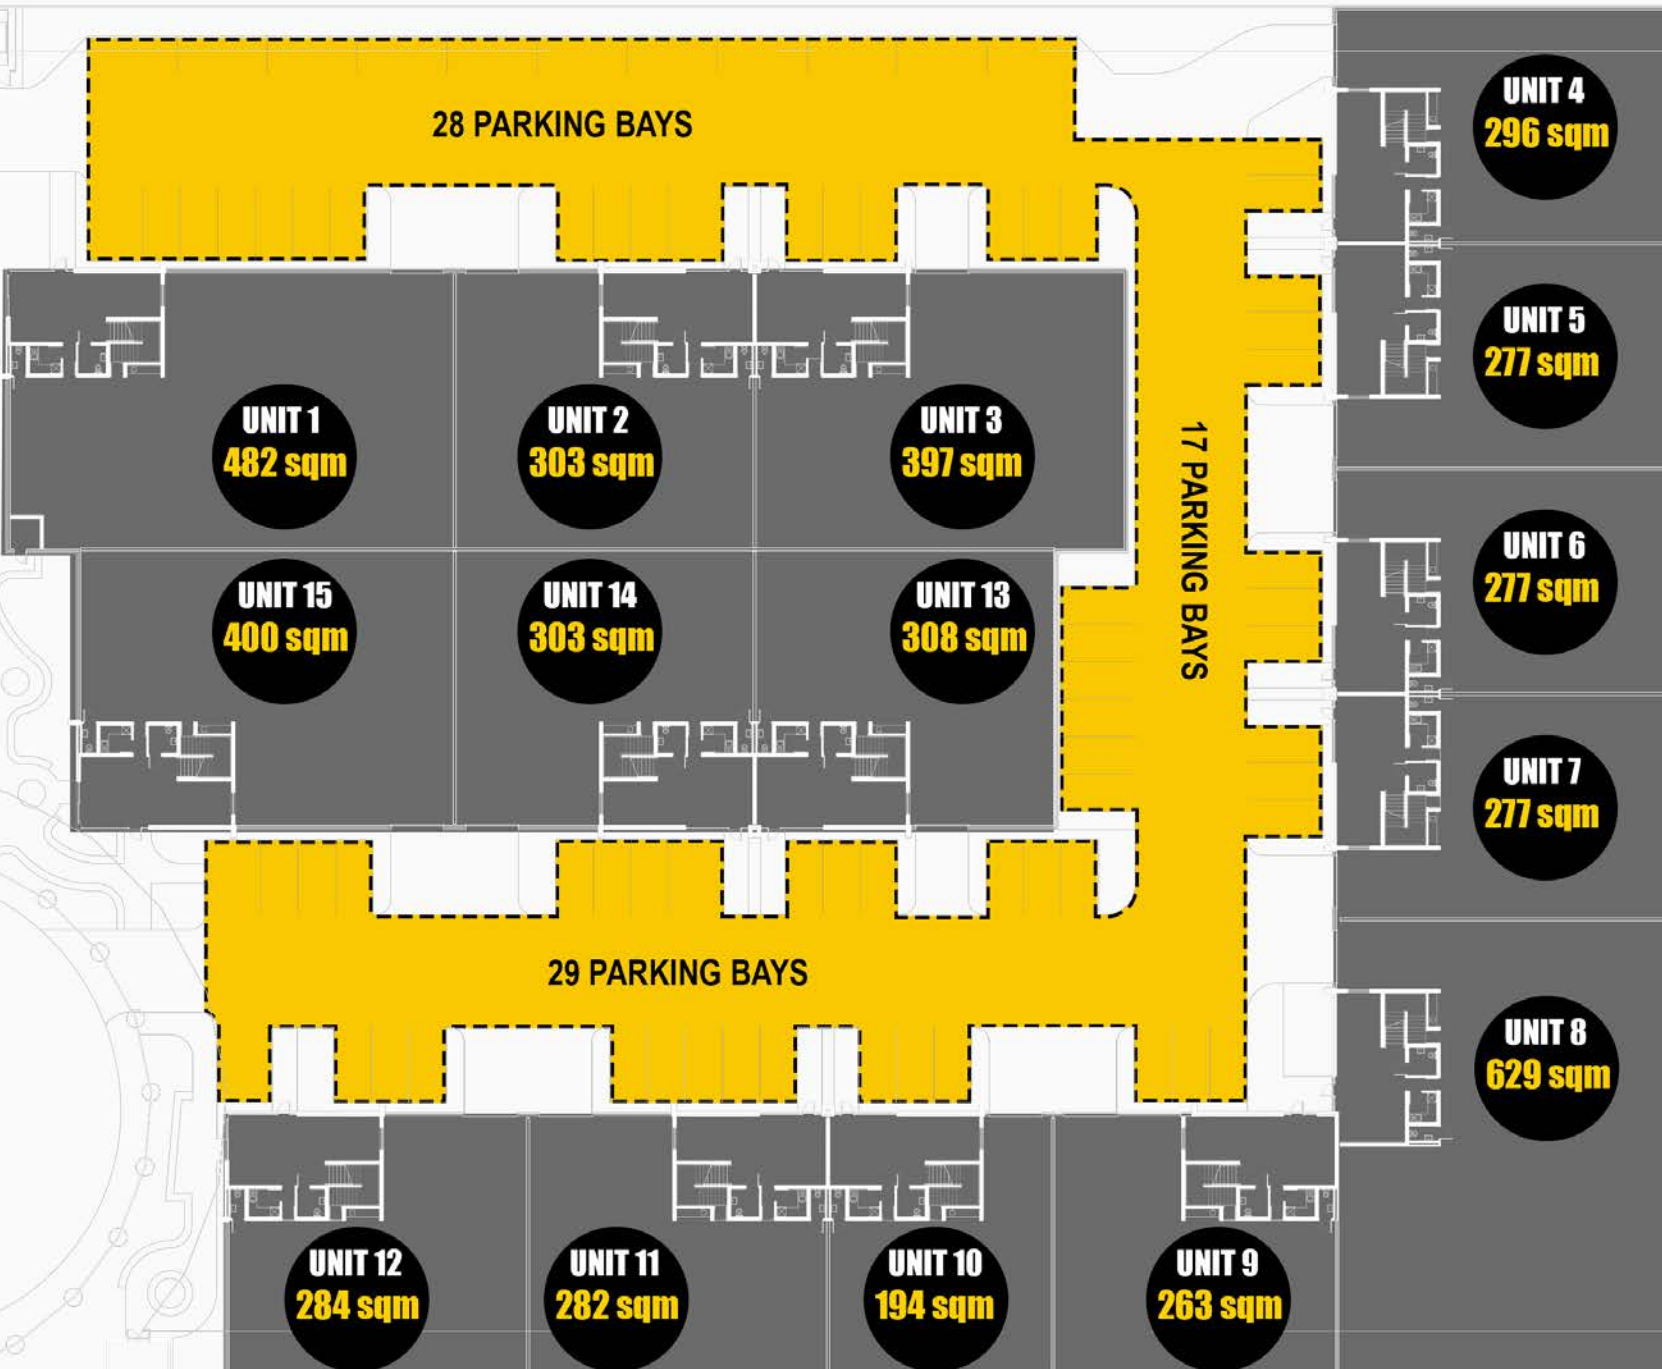 28 PARKING BAYS
UNIT 4
296 sqm
UNIT 5
277 sqm
UNIT 1
482 sqm
UNIT 2
303 sqm
UNIT 3
397 sqm
17 PARKING BAYS
UNIT 6
277 sqm
UNIT 15
400 sqm
UNIT 14
303 sqm
UNIT 13
308 sqm
UNIT 7
277 sqm
29 PARKING BAYS
UNIT 8
629 sqm
UNIT 12
284 sqm
UNIT 11
282 sqm
UNIT 10
194 sqm
UNIT 9
263 sqm